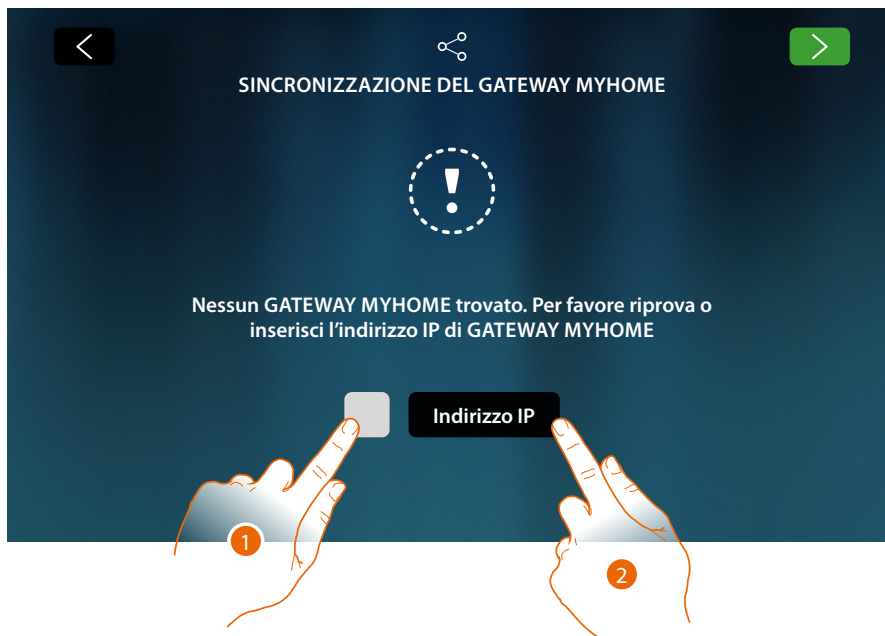 SINCRONIZZAZIONE DEL GATEWAY MYHOME
!
Nessun GATEWAY MYHOME trovato. Per favore riprova o
inserisci l’indirizzo IP di GATEWAY MYHOME
Indirizzo IP
1
2